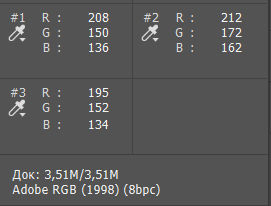 #1 R : 208
G : 150
B : 136
#2 R : 212
G : 172
B : 162
#3 R : 195
G : 152
B : 134
Док: 3,51M/3,51M
Adobe RGB (1998) (8bpc)